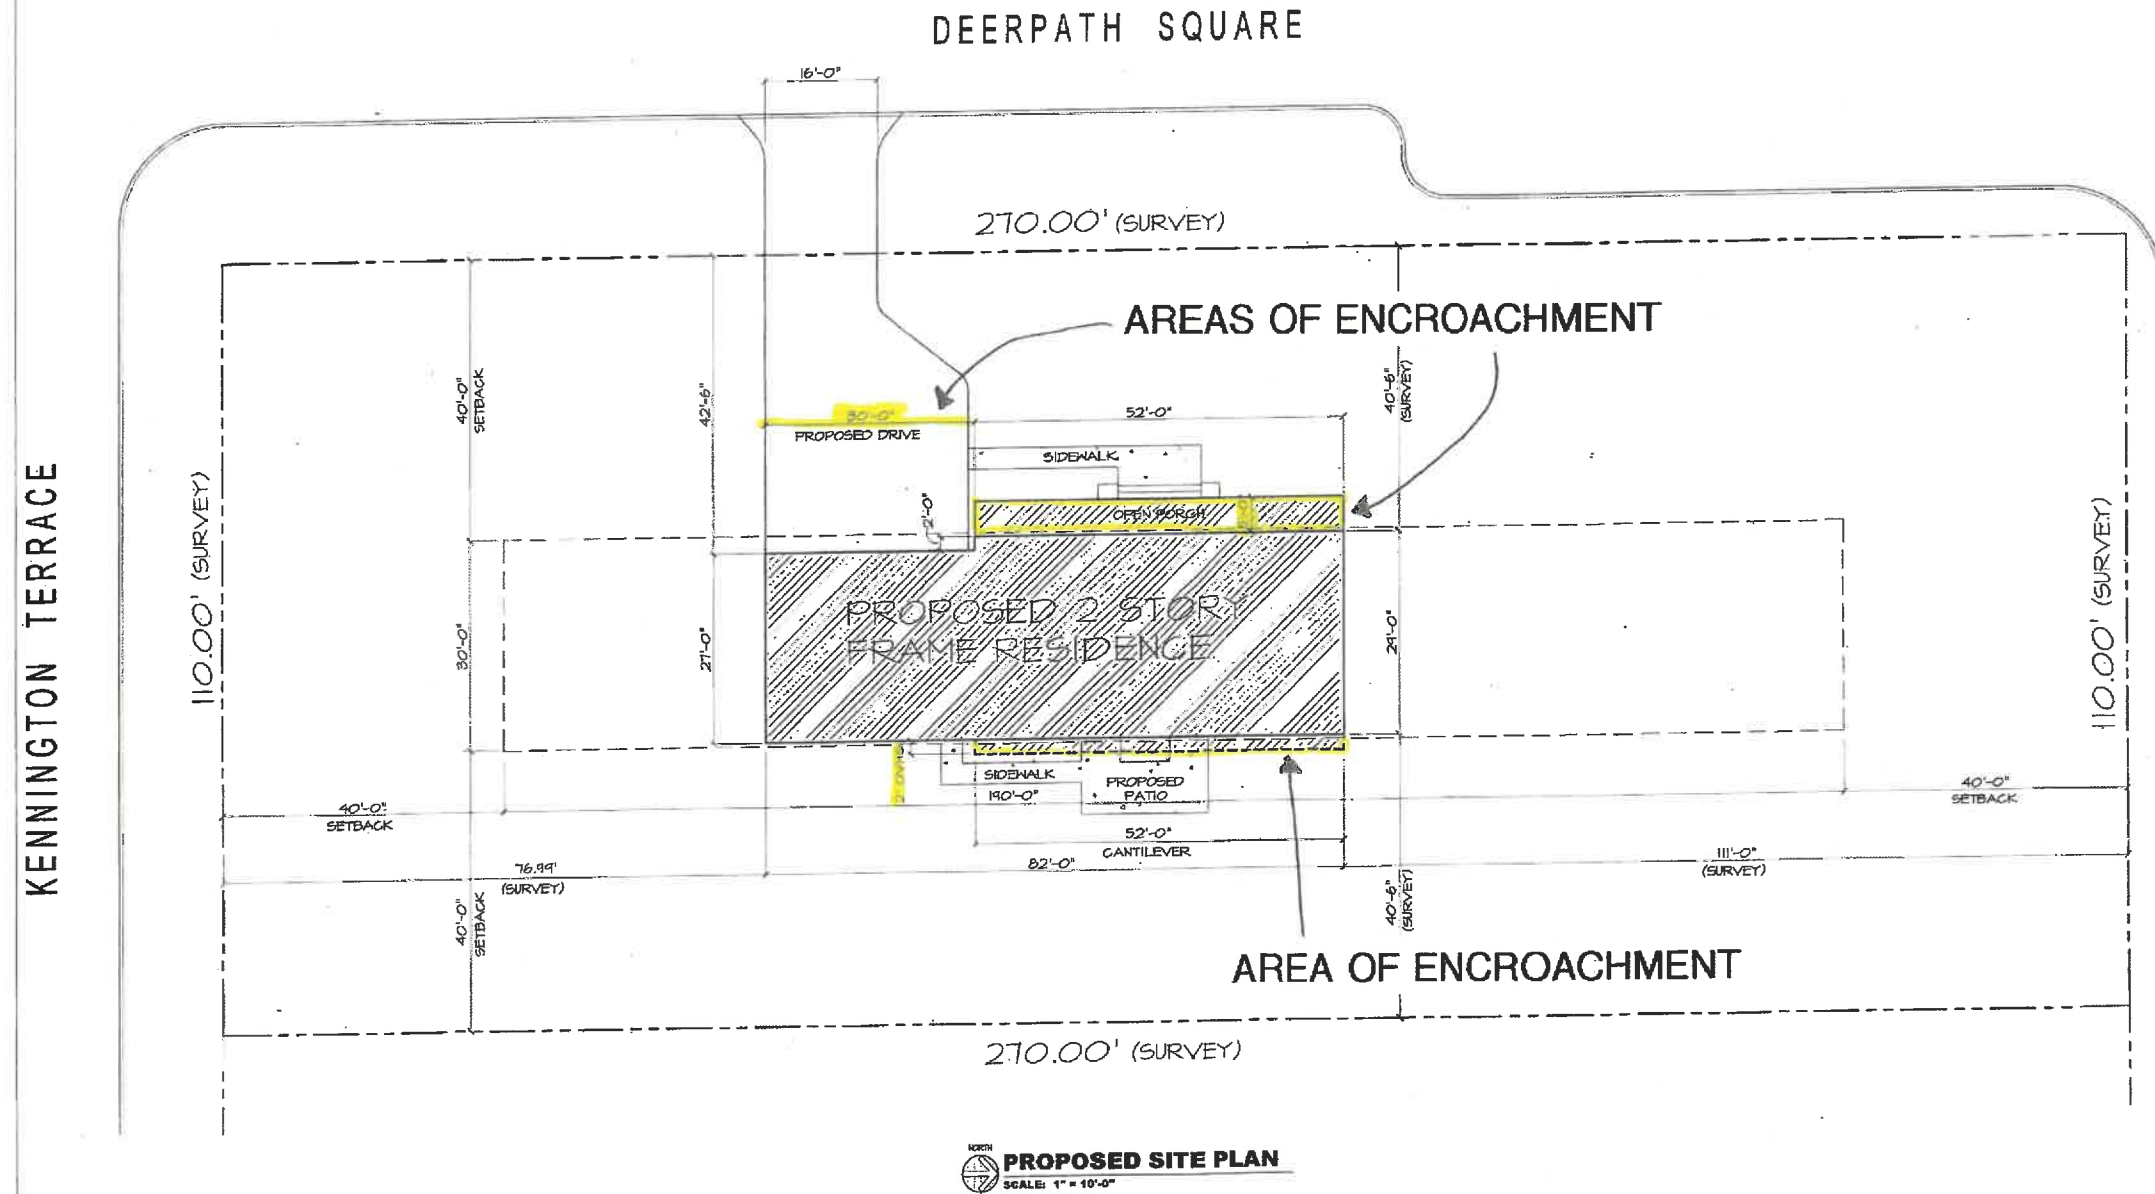 DEERPATH SQUARE
16'-0"
270.00' (SURVEY)
AREAS OF ENCROACHMENT
40'-0"
SETBACK
42'-6"
40'-6"
(SURVEY)
30'-0"
PROPOSED DRIVE
52'-0"
SIDEWALK
2'-0"
OPEN PORCH
KENNINGTON TERRACE
110.00' (SURVEY)
110.00' (SURVEY)
PROPOSED 2 STORY
FRAME RESIDENCE
30'-0"
27'-0"
29'-0"
SIDEWALK
PROPOSED
PATIO
190'-0"
40'-0"
SETBACK
40'-0"
SETBACK
52'-0"
CANTILEVER
82'-0"
76.99'
(SURVEY)
111'-0"
(SURVEY)
40'-0"
SETBACK
40'-6"
(SURVEY)
AREA OF ENCROACHMENT
270.00' (SURVEY)
NORTH
PROPOSED SITE PLAN
SCALE: 1" = 10'-0"